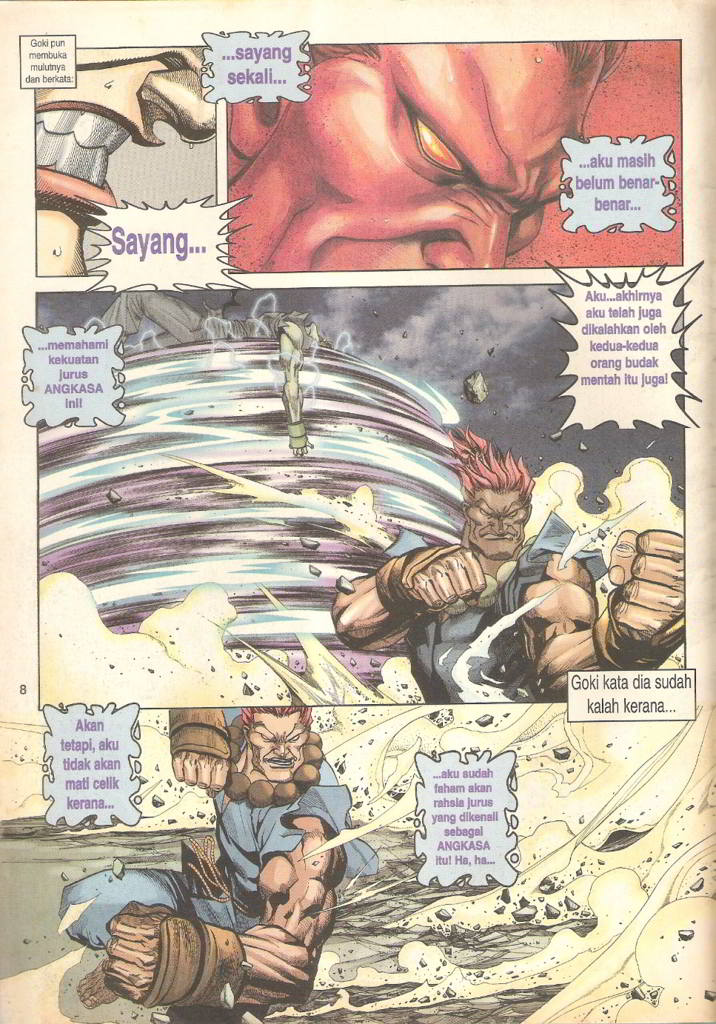 Goki pun
membuka
mulutnya
dan berkata:
Sayang...
...sayang
sekali...
...aku masih
belum benar-
benar...
...memahami
kekuatan
jurus
ANGKASA
ini!
Aku...akhirnya
aku telah juga
dikalahkan oleh
kedua-kedua
orang budak
mentah itu juga!
Goki kata dia sudah
kalah kerana...
8
Akan
tetapi, aku
tidak akan
mati celik
kerana...
...aku sudah
faham akan
rahsia jurus
yang dikenali
sebagai
ANGKASA
itu! Ha, ha...